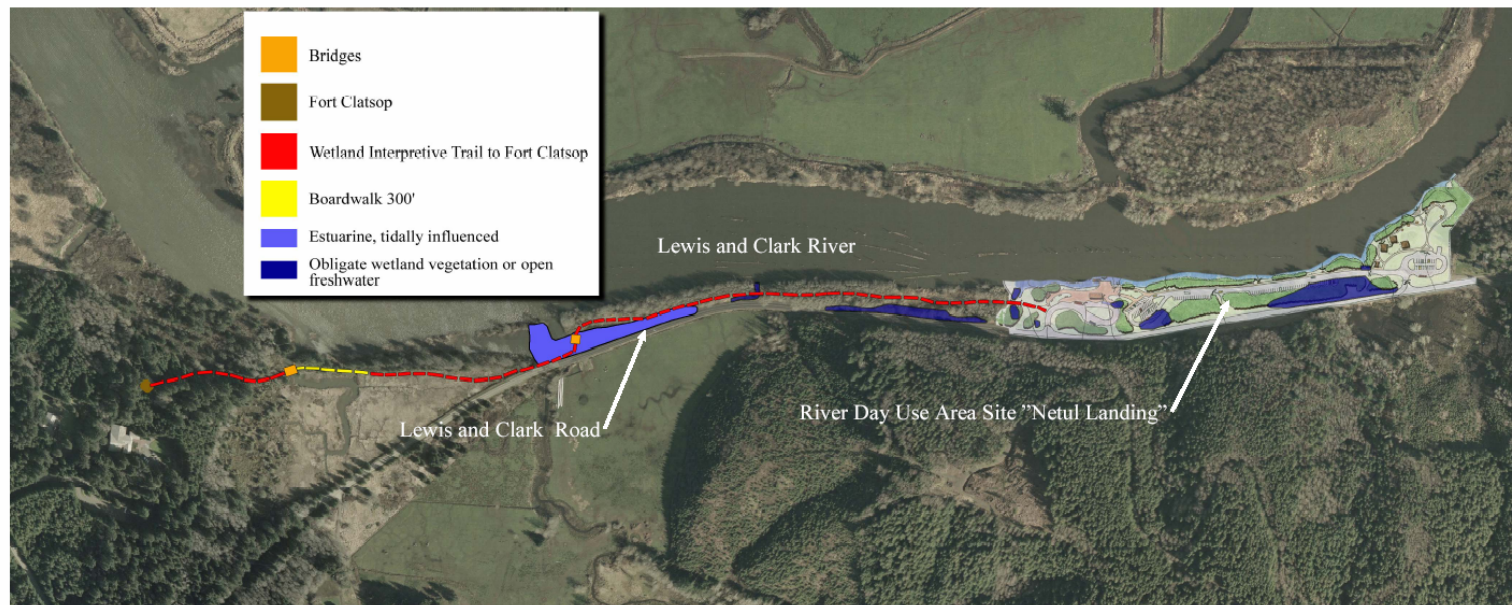 Bridges
Fort Clatsop
Wetland Interpretive Trail to Fort Clatsop
Boardwalk 300'
Estuarine, tidally influenced
Obligate wetland vegetation or open
freshwater
Lewis and Clark River
Lewis and Clark  Road
River Day Use Area Site ”Netul Landing”